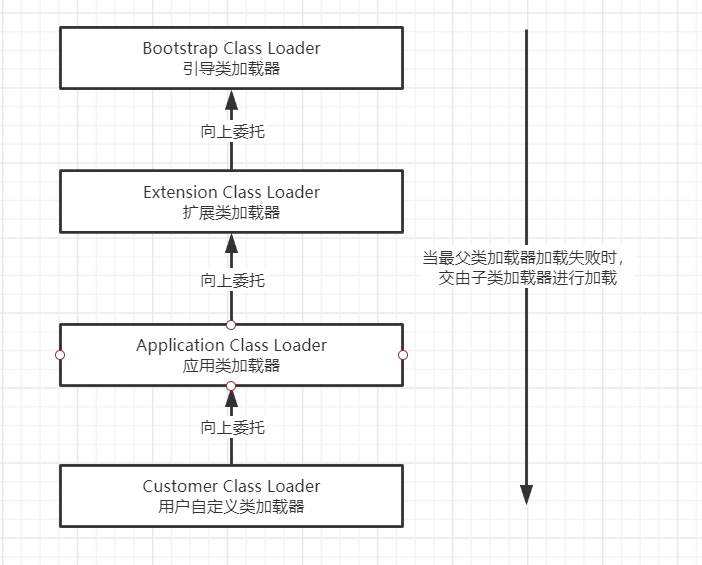 Bootstrap Class Loader
引导类加载器
向上委托
Extension Class Loader
扩展类加载器
向上委托
Application Class Loader
应用类加载器
向上委托
Customer Class Loader
用户自定义类加载器
当最父类加载器加载失败时，
交由子类加载器进行加载